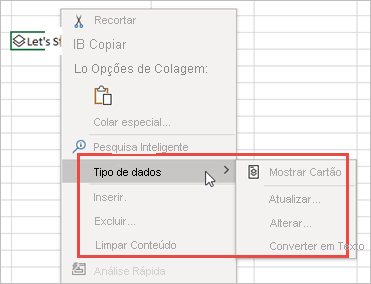 Let's St
Recortar
IB Copiar
Lo Opções de Colagem:
Colar especial...
Pesquisa Inteligente
Tipo de dados
Mostrar Cartão
Inserir.
Atualizar...
Excluir...
Alterar...
Limpar Conteúdo
Converter em Texto...
Análise Rápida